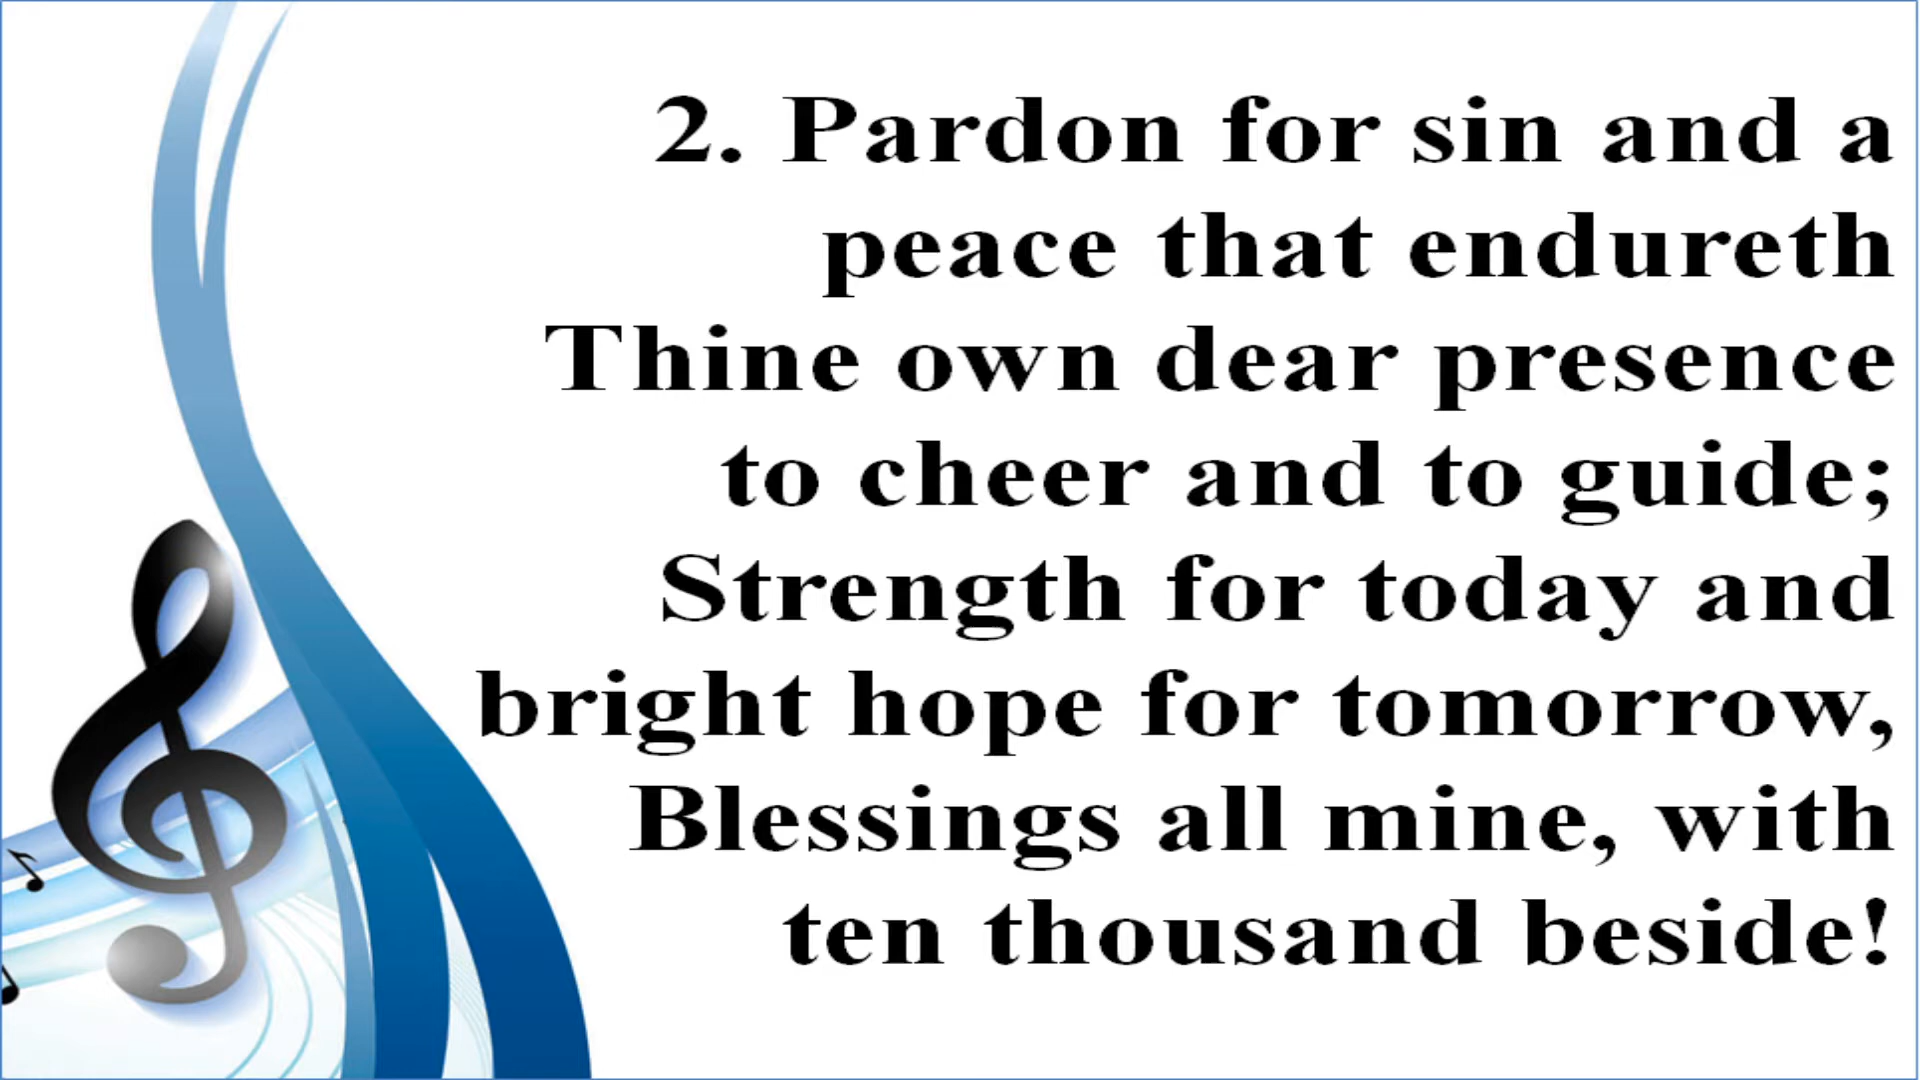 2. Pardon for sin and a
peace that endureth
Thine own dear presence
to cheer and to guide;
Strength for today and
bright hope for tomorrow,
Blessings all mine, with
ten thousand beside!